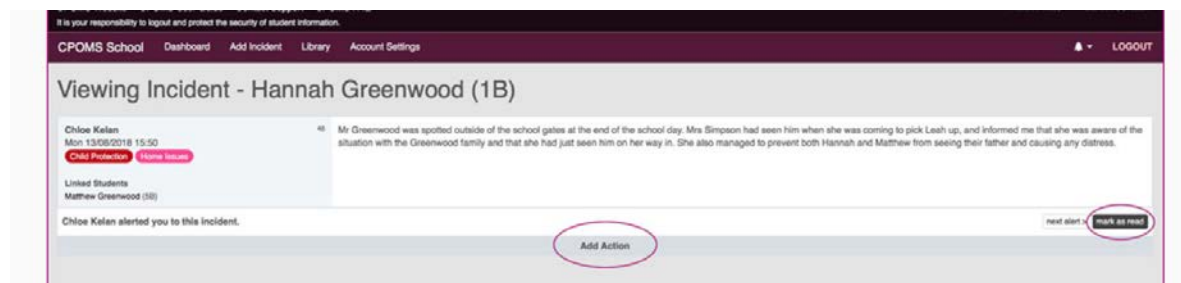 It is your responsibility to logout and protect the security of student information.
CPOMS School Dashboard Add Incident Library Account Settings LOGOUT
Viewing Incident - Hannah Greenwood (1B)
Chloe Kelan 48
Mon 13/08/2018 15:50
Child Protection Home Issues
Linked Students
Matthew Greenwood (5B)
Mr Greenwood was spotted outside of the school gates at the end of the school day. Mrs Simpson had seen him when she was coming to pick Leah up, and informed me that she was aware of the
situation with the Greenwood family and that she had just seen him on her way in. She also managed to prevent both Hannah and Matthew from seeing their father and causing any distress.
Chloe Kelan alerted you to this incident.
next alert > mark as read
Add Action